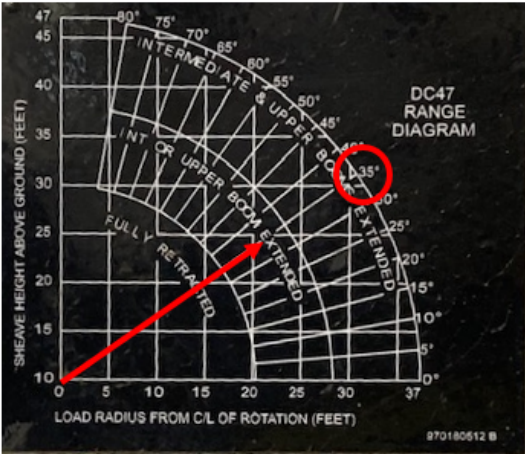 DC47
RANGE
DIAGRAM
SHEAVE HEIGHT ABOVE GROUND (FEET)
47
45
40
35
30
25
20
15
10
80°
75°
70°
65°
60°
55°
50°
45°
40°
35°
30°
25°
20°
15°
10°
5°
0°
INTERMEDIATE & UPPER BOOM EXTENDED
INT OR UPPER BOOM EXTENDED
FULLY RETRACTED
0 5 10 15 20 25 30 37
LOAD RADIUS FROM C/L OF ROTATION (FEET)
970180512 B